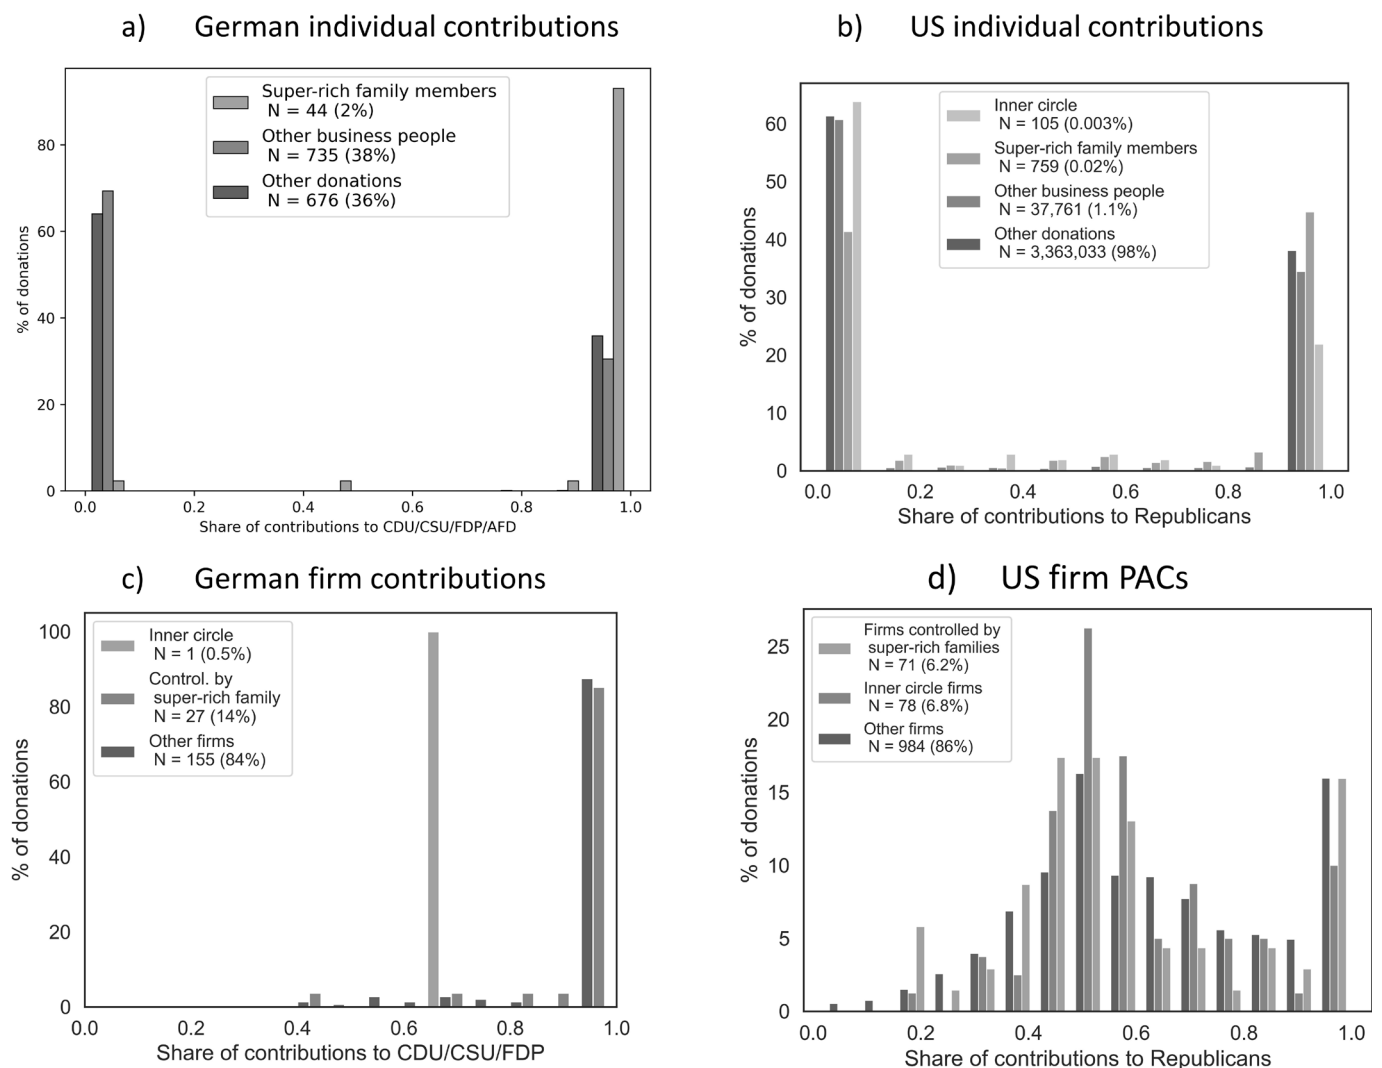 a) German individual contributions
Super-rich family members
N = 44 (2%)
Other business people
N = 735 (38%)
Other donations
N = 676 (36%)
% of donations
80
60
40
20
0
0.0 0.2 0.4 0.6 0.8 1.0
Share of contributions to CDU/CSU/FDP/AFD
b) US individual contributions
Inner circle
N = 105 (0.003%)
Super-rich family members
N = 759 (0.02%)
Other business people
N = 37,761 (1.1%)
Other donations
N = 3,363,033 (98%)
% of donations
60
50
40
30
20
10
0
0.0 0.2 0.4 0.6 0.8 1.0
Share of contributions to Republicans
c) German firm contributions
Inner circle
N = 1 (0.5%)
Control. by
super-rich family
N = 27 (14%)
Other firms
N = 155 (84%)
% of donations
100
80
60
40
20
0
0.0 0.2 0.4 0.6 0.8 1.0
Share of contributions to CDU/CSU/FDP
d) US firm PACs
Firms controlled by
super-rich families
N = 71 (6.2%)
Inner circle firms
N = 78 (6.8%)
Other firms
N = 984 (86%)
% of donations
25
20
15
10
5
0
0.0 0.2 0.4 0.6 0.8 1.0
Share of contributions to Republicans